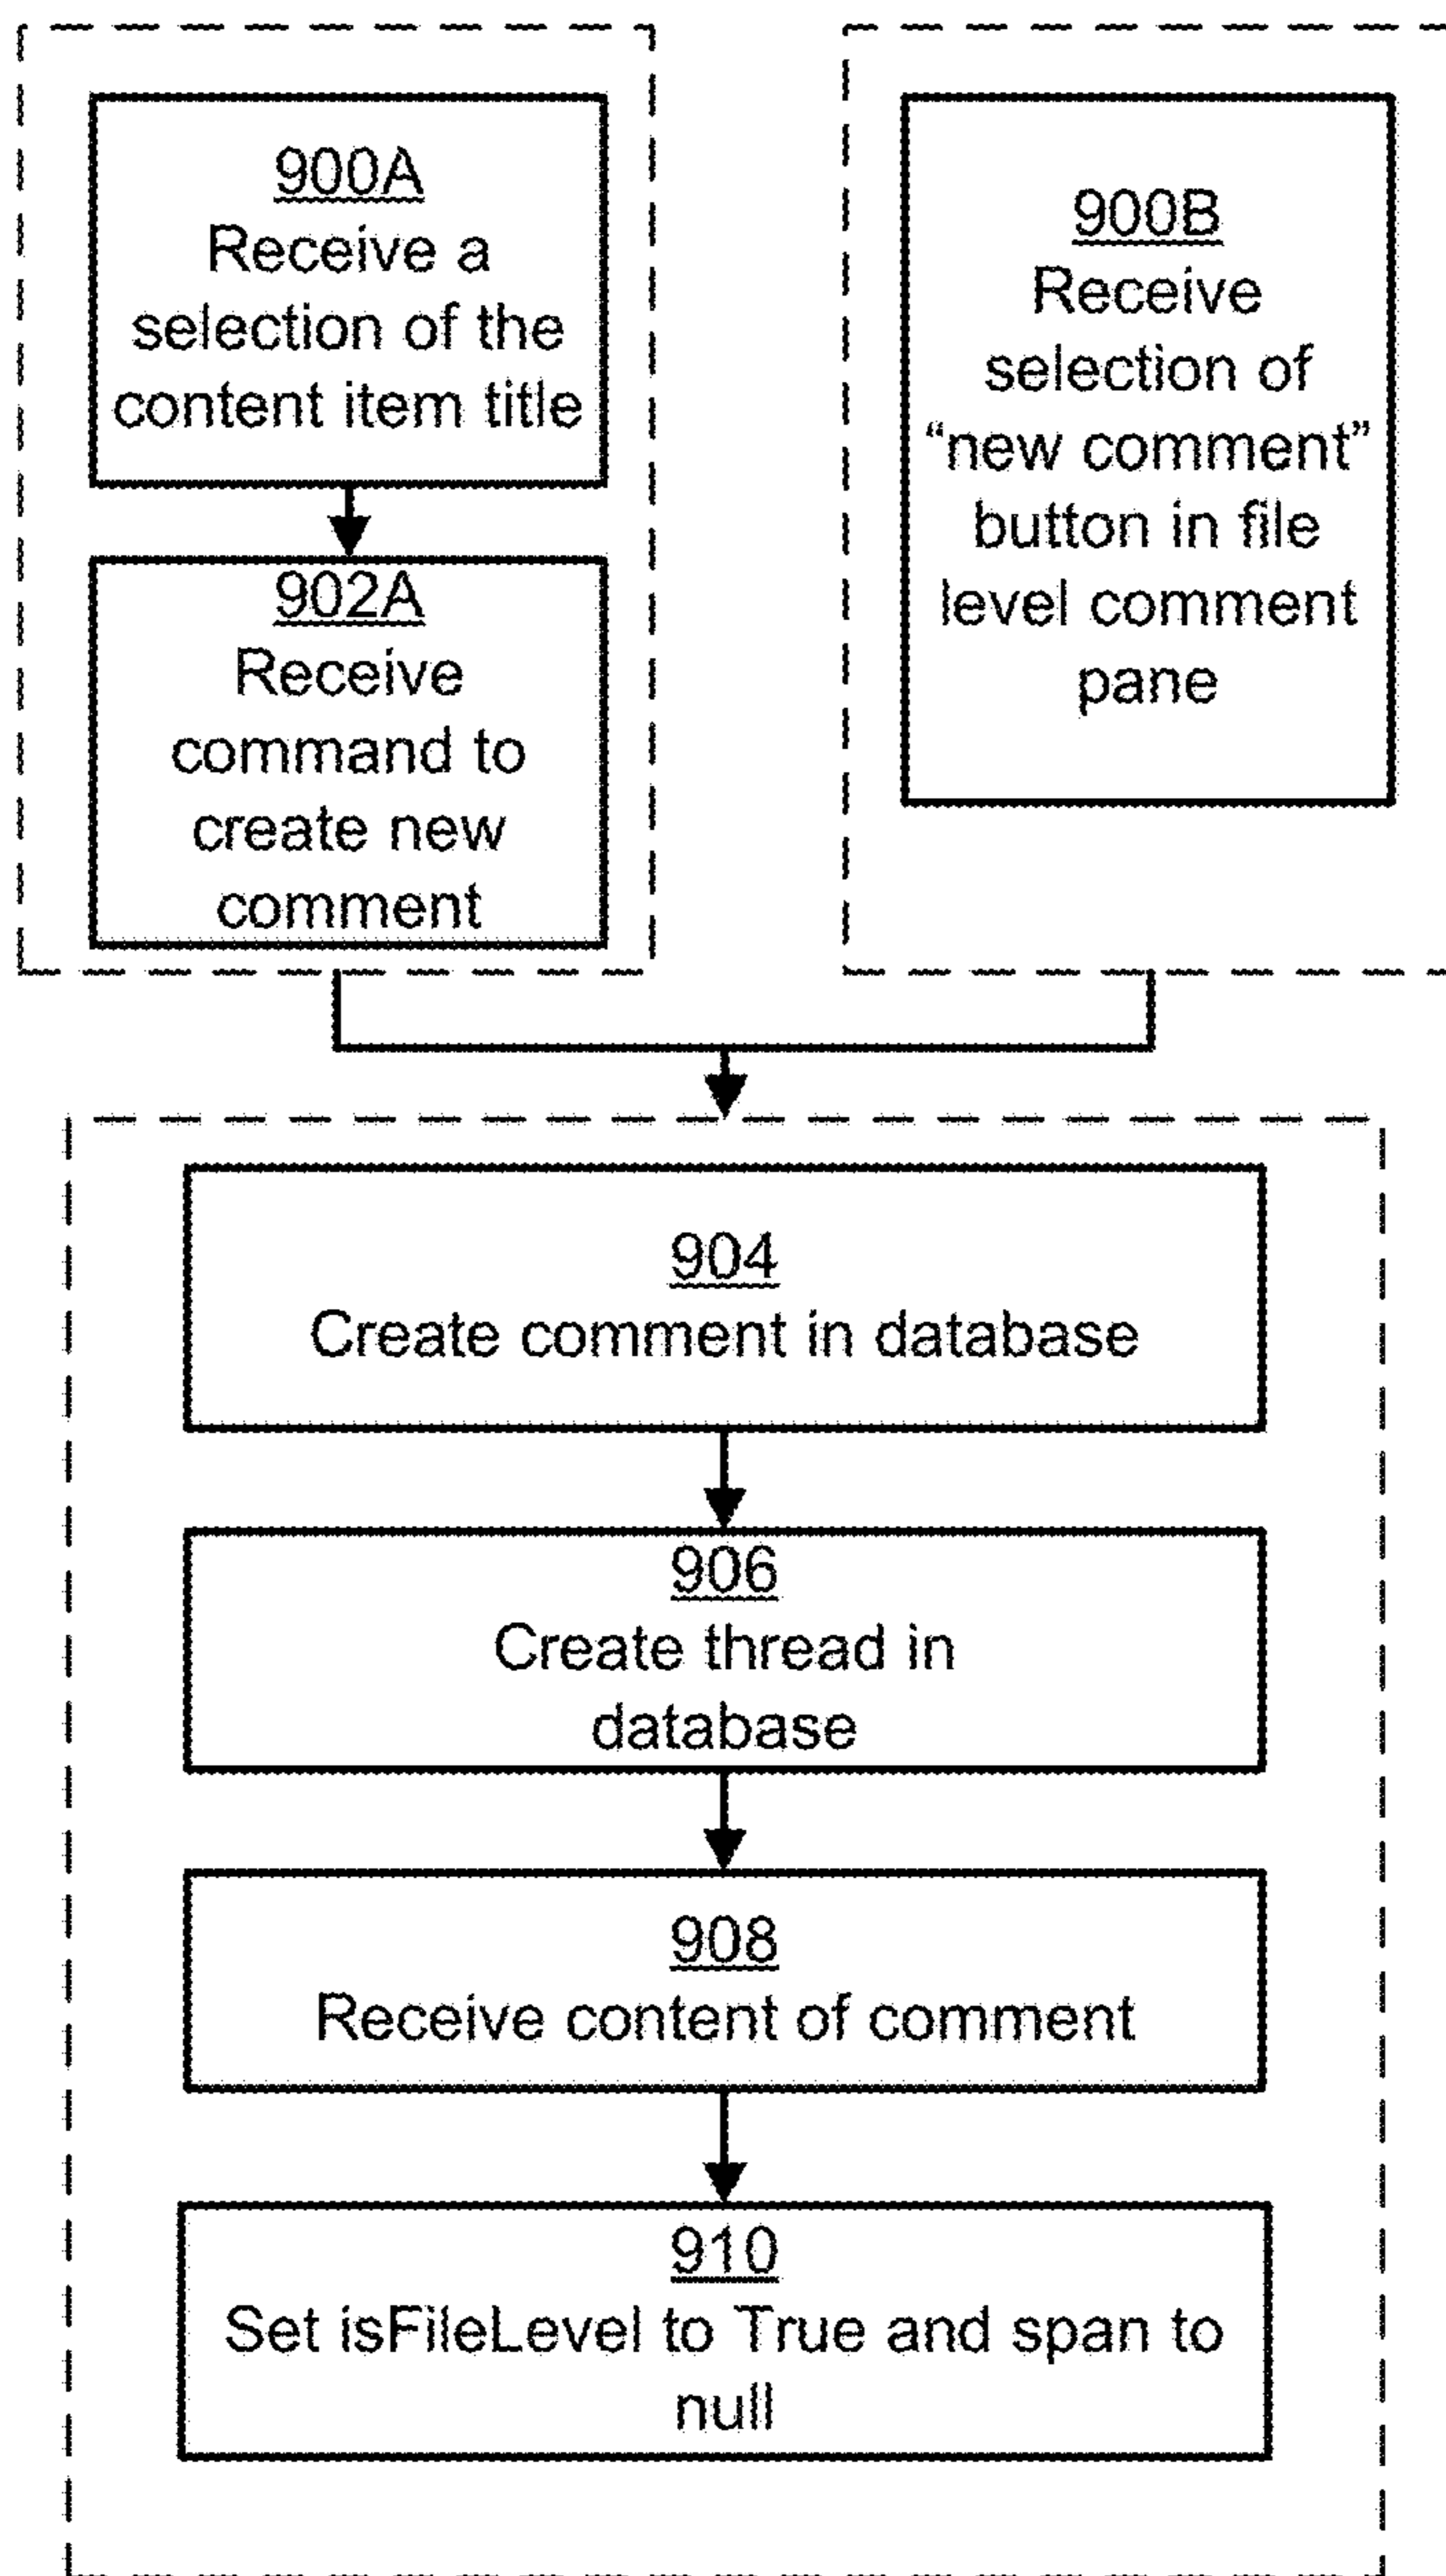 900A
Receive a
selection of the
content item title
902A
Receive
command to
create new
comment
900B
Receive
selection of
“new comment”
button in file
level comment
pane
904
Create comment in database
906
Create thread in
database
908
Receive content of comment
910
Set isFileLevel to True and span to
null